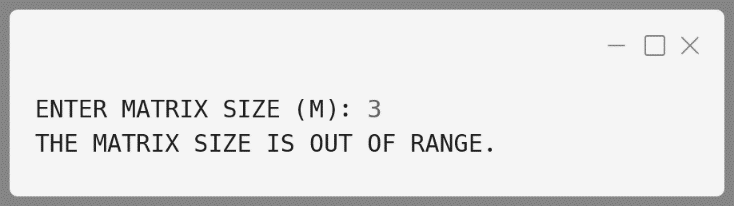 ENTER MATRIX SIZE (M): 3
THE MATRIX SIZE IS OUT OF RANGE.